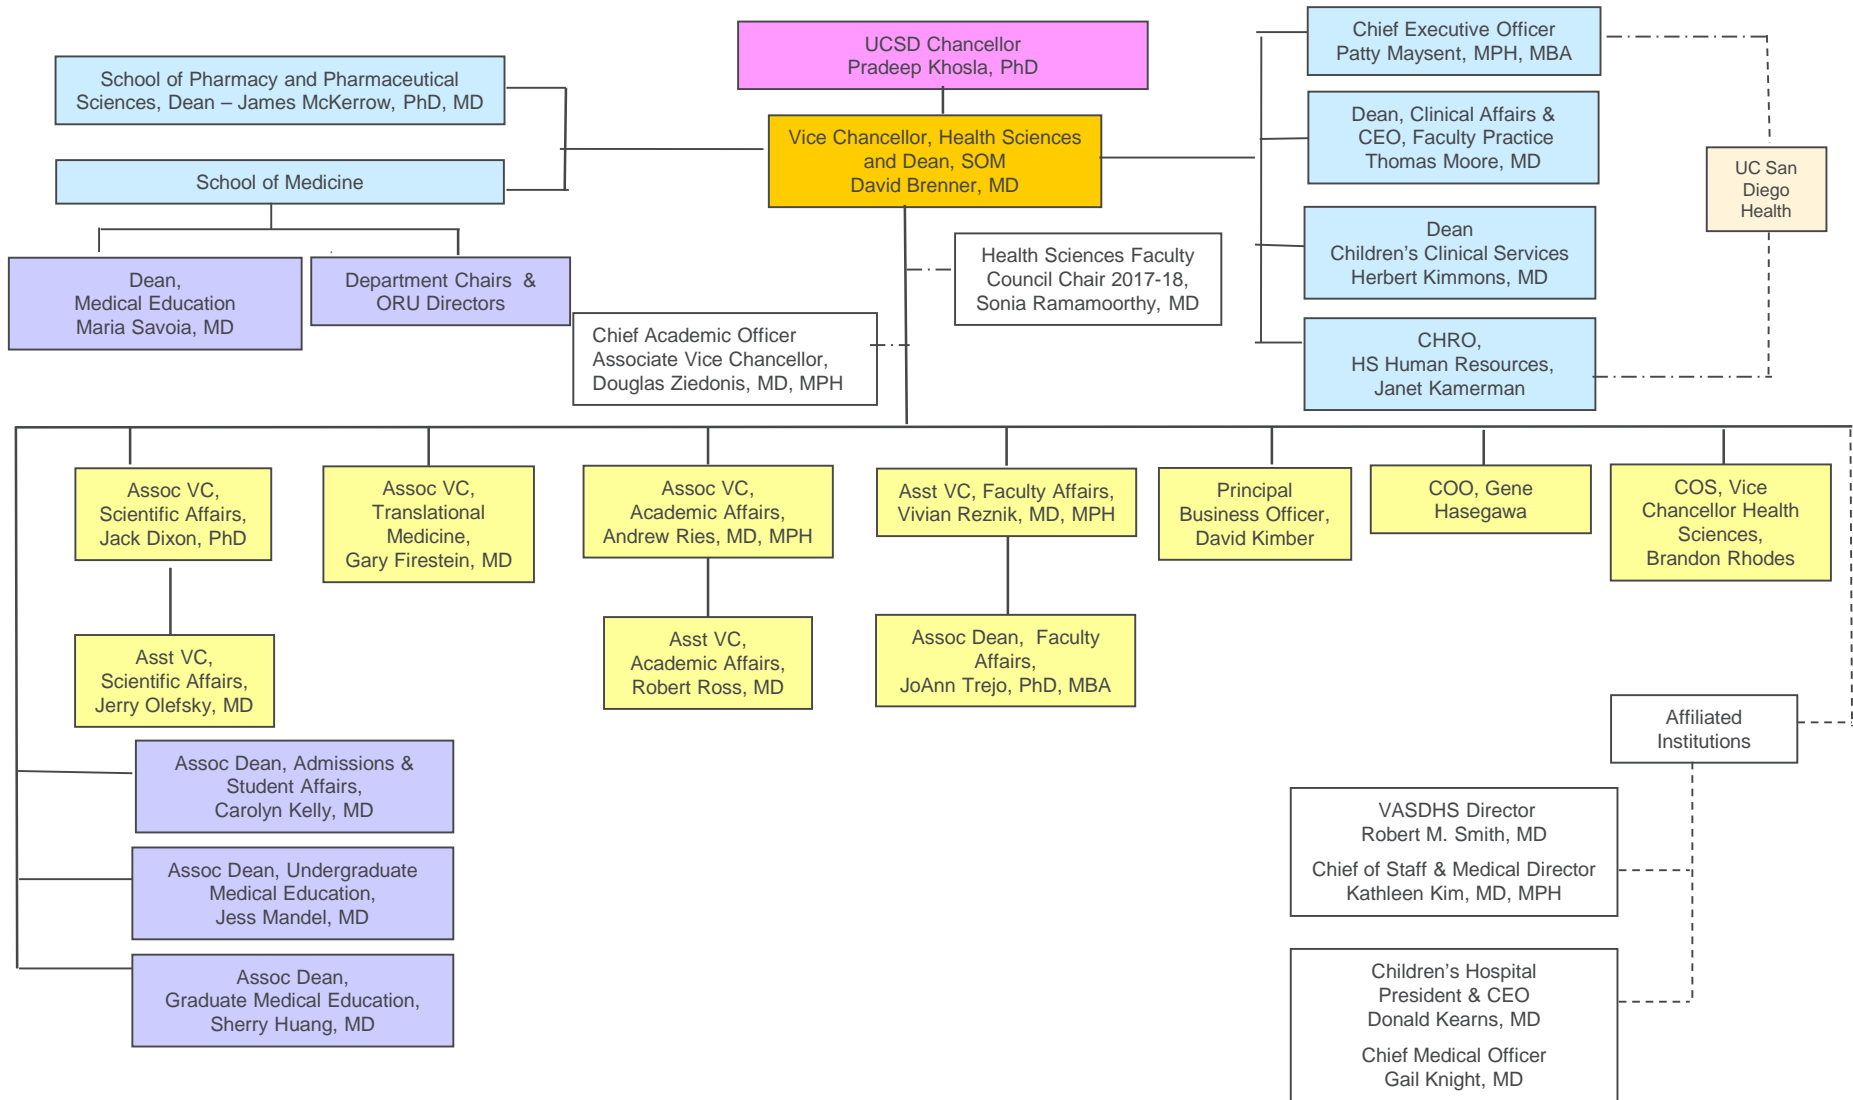 UCSD Chancellor
Pradeep Khosla, PhD
School of Pharmacy and Pharmaceutical
Sciences, Dean – James McKerrow, PhD, MD
School of Medicine
Dean,
Medical Education
Maria Savoia, MD
Department Chairs &
ORU Directors
Vice Chancellor, Health Sciences
and Dean, SOM
David Brenner, MD
Health Sciences Faculty
Council Chair 2017-18,
Sonia Ramamoorthy, MD
Chief Academic Officer
Associate Vice Chancellor,
Douglas Ziedonis, MD, MPH
Chief Executive Officer
Patty Maysent, MPH, MBA
Dean, Clinical Affairs &
CEO, Faculty Practice
Thomas Moore, MD
Dean
Children's Clinical Services
Herbert Kimmons, MD
CHRO,
HS Human Resources,
Janet Kamerman
UC San
Diego
Health
Assoc VC,
Scientific Affairs,
Jack Dixon, PhD
Assoc VC,
Translational
Medicine,
Gary Firestein, MD
Assoc VC,
Academic Affairs,
Andrew Ries, MD, MPH
Asst VC, Faculty Affairs,
Vivian Reznik, MD, MPH
Principal
Business Officer,
David Kimber
COO, Gene
Hasegawa
COS, Vice
Chancellor Health
Sciences,
Brandon Rhodes
Asst VC,
Scientific Affairs,
Jerry Olefsky, MD
Asst VC,
Academic Affairs,
Robert Ross, MD
Assoc Dean, Faculty
Affairs,
JoAnn Trejo, PhD, MBA
Affiliated
Institutions
Assoc Dean, Admissions &
Student Affairs,
Carolyn Kelly, MD
Assoc Dean, Undergraduate
Medical Education,
Jess Mandel, MD
Assoc Dean,
Graduate Medical Education,
Sherry Huang, MD
VASDHS Director
Robert M. Smith, MD
Chief of Staff & Medical Director
Kathleen Kim, MD, MPH
Children's Hospital
President & CEO
Donald Kearns, MD
Chief Medical Officer
Gail Knight, MD